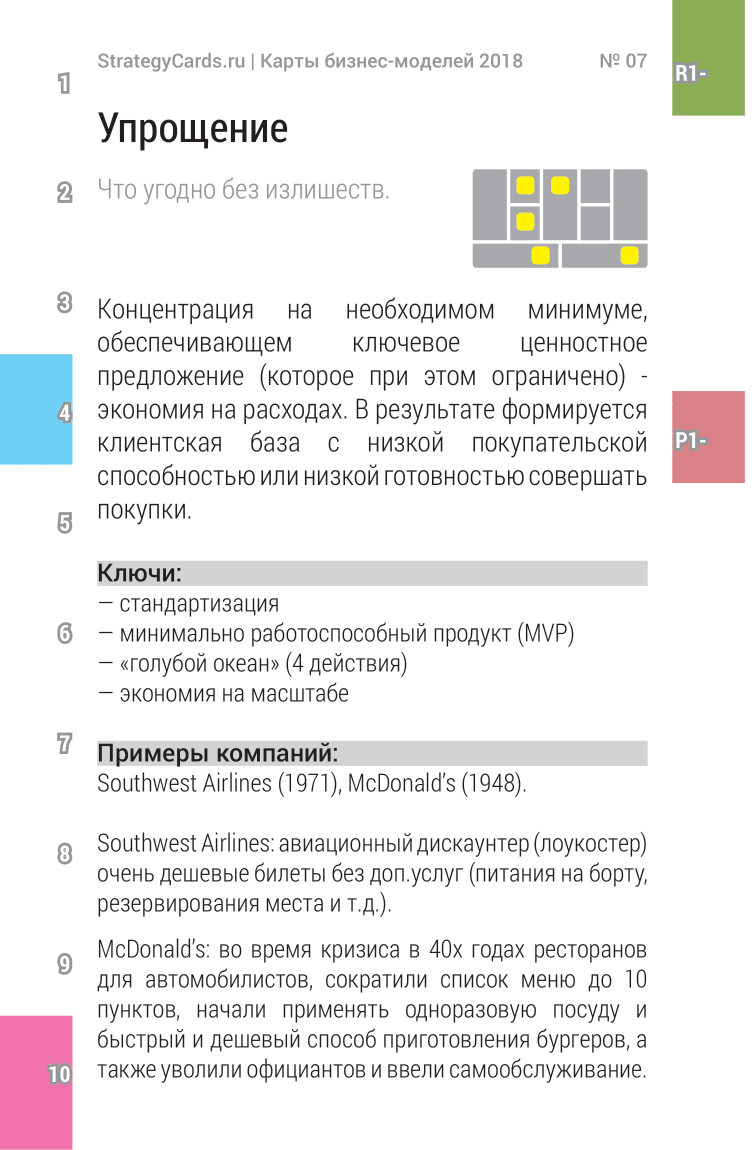 StrategyCards.ru | Карты бизнес-моделей 2018 № 07
R1-
1
Упрощение
2
Что угодно без излишеств.
3
Концентрация на необходимом минимуме,
обеспечивающем ключевое ценностное
предложение (которое при этом ограничено) -
4
экономия на расходах. В результате формируется
P1-
клиентская база с низкой покупательской
способностью или низкой готовностью совершать
покупки.
5
Ключи:
— стандартизация
6
— минимально работоспособный продукт (MVP)
— «голубой океан» (4 действия)
— экономия на масштабе
7
Примеры компаний:
Southwest Airlines (1971), McDonald’s (1948).
8
Southwest Airlines: авиационный дискаунтер (лоукостер)
очень дешевые билеты без доп.услуг (питания на борту,
резервирования места и т.д.).
9
McDonald’s: во время кризиса в 40х годах ресторанов
для автомобилистов, сократили список меню до 10
пунктов, начали применять одноразовую посуду и
быстрый и дешевый способ приготовления бургеров, а
10
также уволили официантов и ввели самообслуживание.